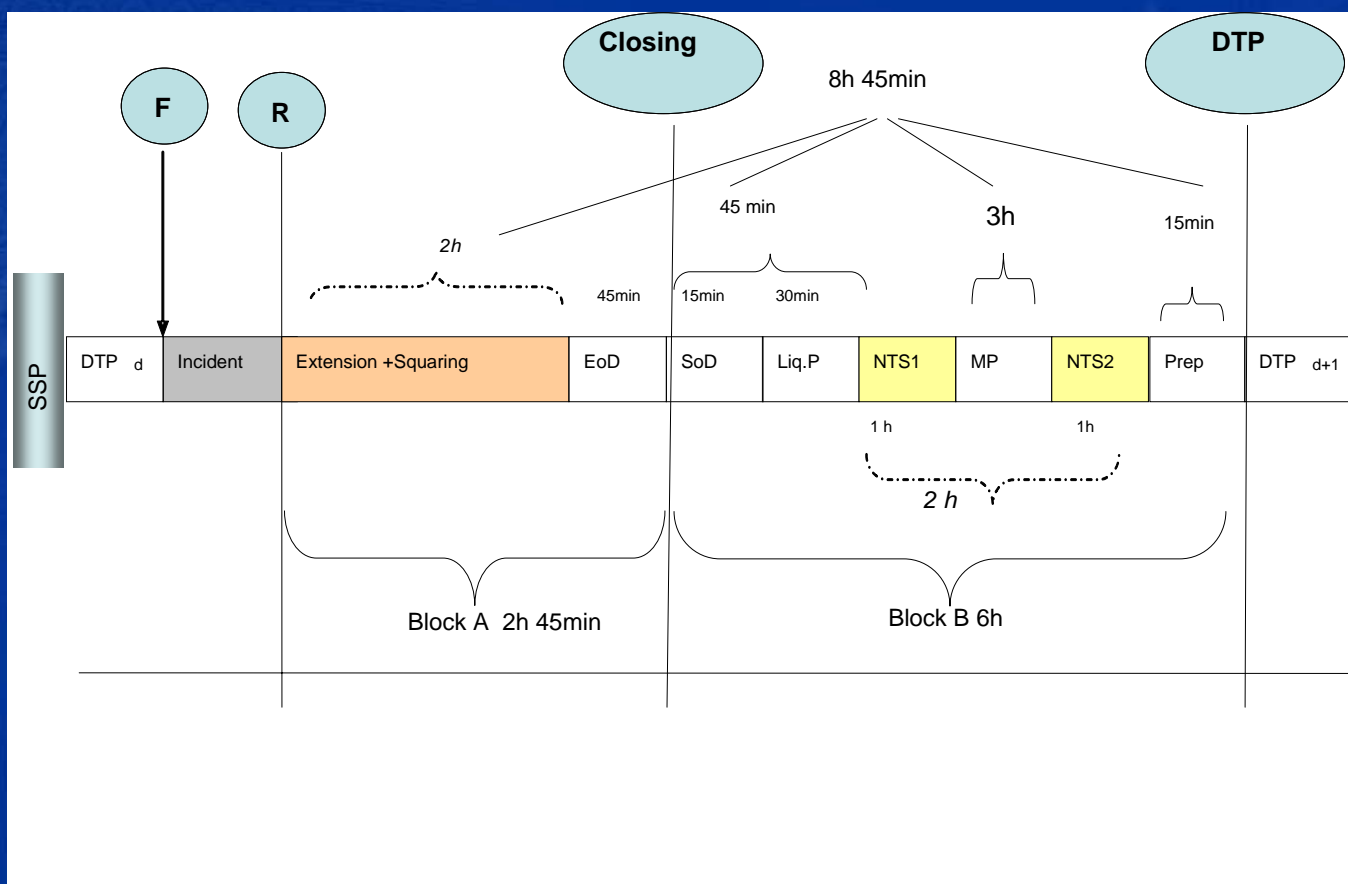 Closing
DTP
8h 45min
F
R
45 min
3h
15min
2h
45min
15min
30min
SSP
DTP d
Incident
Extension +Squaring
EoD
SoD
Liq.P
NTS1
MP
NTS2
Prep
DTP d+1
1 h
1h
2 h
Block A 2h 45min
Block B 6h